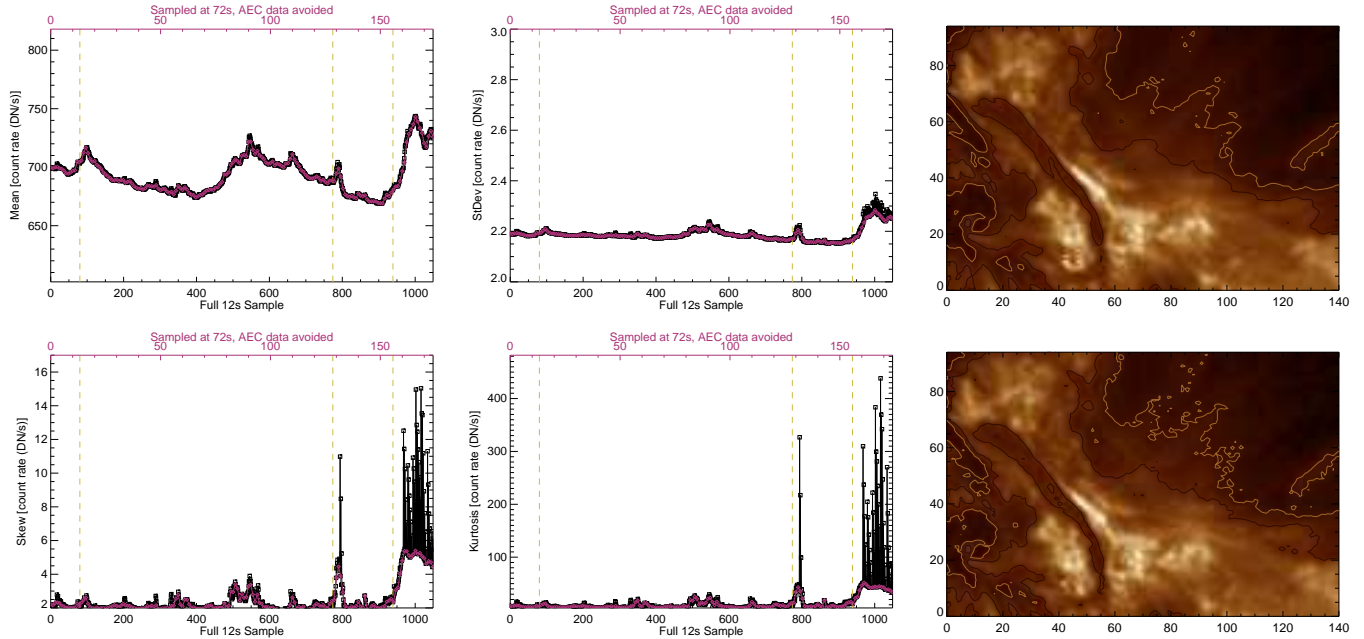 Sampled at 72s, AEC data avoided
0 50 100 150
800
750
700
650
Mean [count rate (DN/s)]
0 200 400 600 800 1000
Full 12s Sample
Sampled at 72s, AEC data avoided
0 50 100 150
3.0
2.8
2.6
2.4
2.2
2.0
StDev [count rate (DN/s)]
0 200 400 600 800 1000
Full 12s Sample
80
60
40
20
0
0 20 40 60 80 100 120 140
Sampled at 72s, AEC data avoided
0 50 100 150
16
14
12
10
8
6
4
2
Skew [count rate (DN/s)]
0 200 400 600 800 1000
Full 12s Sample
Sampled at 72s, AEC data avoided
0 50 100 150
400
300
200
100
Kurtosis [count rate (DN/s)]
0 200 400 600 800 1000
Full 12s Sample
80
60
40
20
0
0 20 40 60 80 100 120 140